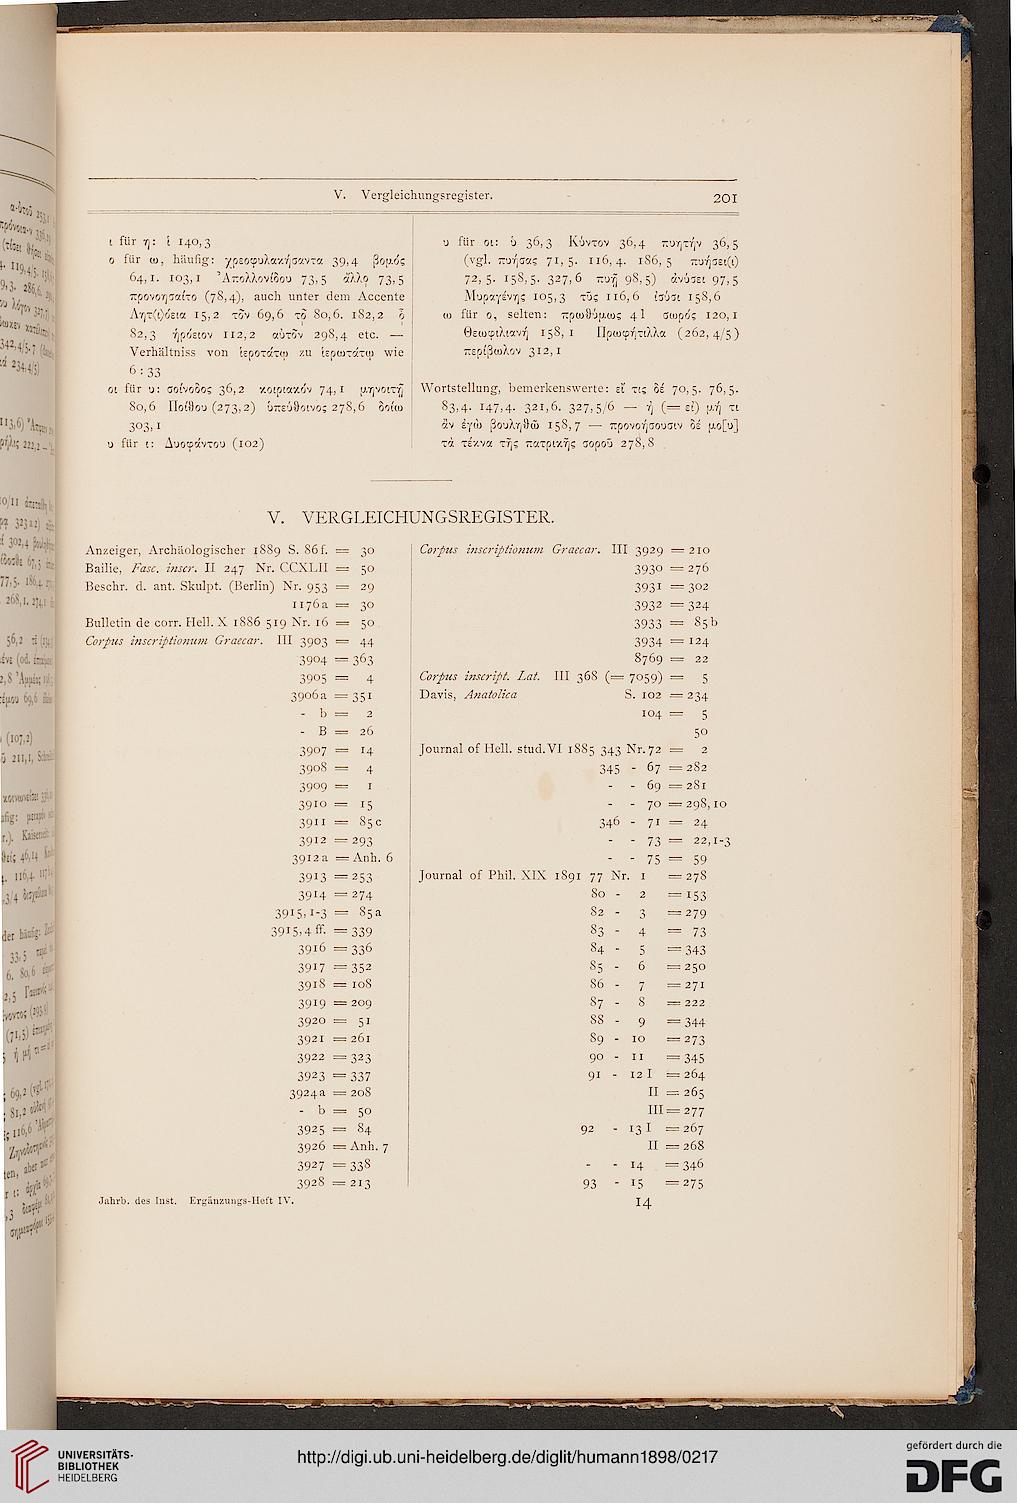 V. Vergleichungsregister. 201
ι für η: ἱ 140,3
ο für ω, häufig: χρεοφυλακήσαντα 39,4 βομός
64,1. 103,1 Ἀπολλονίδου 73,5 ἄλλο 73,5
προνοησαίτο (78,4), auch unter dem Accente
Λητ(ι)όεια 15,2 τὸν 69,6 τὸ 80,6. 182,2 ὁ
82,3 ἡρόειον 112,2 αὐτὸν 298,4 etc. —
Verhältniss von ἱεροτάτῳ zu ἱερωτάτῳ wie
6 : 33
οι für υ: σοίνοδος 36,2 κοιριακόν 74,1 μηνοιτῇ
80,6 Ποίθου (273,2) ὑπεύθοινος 278,6 δοίω
303,1
υ für ι: Δυοφάντου (102)
υ für οι: ὑ 36,3 Κύντον 36,4 πυητὴν 36,5
(vgl. πυήσας 71,5. 116,4. 186,5 πυήσει(ι)
72,5. 158,5. 327,6 πυῇ 98,5) ἀνύσει 97,5
Μυραγένης 105,3 τῦς 116,6 ἰσύσι 158,6
ω für ο, selten: πρωθύμως 41 σωρός 120,1
Θεωφιλιανὴ 158,1 Πρωφήτιλλα (262,4/5)
περίβωλον 312,1
Wortstellung, bemerkenswerte: εἴ τις δέ 70,5. 76,5.
83,4. 147,4. 321,6. 327,5/6 — ἠ (= εἰ) μή τι
ἂν ἐγὼ βουληθῶ 158,7 — προνοήσουσιν δέ μο[υ]
τὰ τέκνα τῆς πατρικῆς σοροῦ 278,8
V. VERGLEICHUNGSREGISTER.
Anzeiger, Archäologischer 1889 S. 86 f. = 30
Bailie, Fasc. inscr. II 247 Nr. CCXLII = 50
Beschr. d. ant. Skulpt. (Berlin) Nr. 953 = 29
1176a = 30
Bulletin de corr. Hell. X 1886 519 Nr. 16 = 50
Corpus inscriptionum Graecar. III 3903 = 44
3904 = 363
3905 = 4
3906a = 351
- b = 2
- B = 26
3907 = 14
3908 = 4
3909 = 1
3910 = 15
3911 = 85c
3912 = 293
3912a = Anh. 6
3913 = 253
3914 = 274
3915,1-3 = 85a
3915,4 ff. = 339
3916 = 336
3917 = 352
3918 = 108
3919 = 209
3920 = 51
3921 = 261
3922 = 323
3923 = 337
3924a = 208
- b = 50
3925 = 84
3926 = Anh. 7
3927 = 338
3928 = 213
Corpus inscriptionum Graecar. III 3929 = 210
3930 = 276
3931 = 302
3932 = 324
3933 = 85b
3934 = 124
8769 = 22
Corpus inscript. Lat. III 368 (= 7059) = 5
Davis, Anatolica S. 102 = 234
104 = 5
50
Journal of Hell. stud. VI 1885 343 Nr. 72 = 2
345 - 67 = 282
- - 69 = 281
- - 70 = 298,10
346 - 71 = 24
- - 73 = 22,1-3
- - 75 = 59
Journal of Phil. XIX 1891 77 Nr. 1 = 278
80 - 2 = 153
82 - 3 = 279
83 - 4 = 73
84 - 5 = 343
85 - 6 = 250
86 - 7 = 271
87 - 8 = 222
88 - 9 = 344
89 - 10 = 273
90 - 11 = 345
91 - 12 I = 264
II = 265
III = 277
92 - 13 I = 267
II = 268
- - 14 = 346
93 - 15 = 275
Jahrb. des Inst. Ergänzungs-Heft IV. 14
UNIVERSITÄTS-
BIBLIOTHEK
HEIDELBERG
http://digi.ub.uni-heidelberg.de/diglit/humann1898/0217
gefördert durch die
DFG